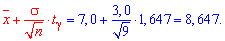 x̅ + σ/√n · t_γ = 7,0 + 3,0/√9 · 1,647 = 8,647.